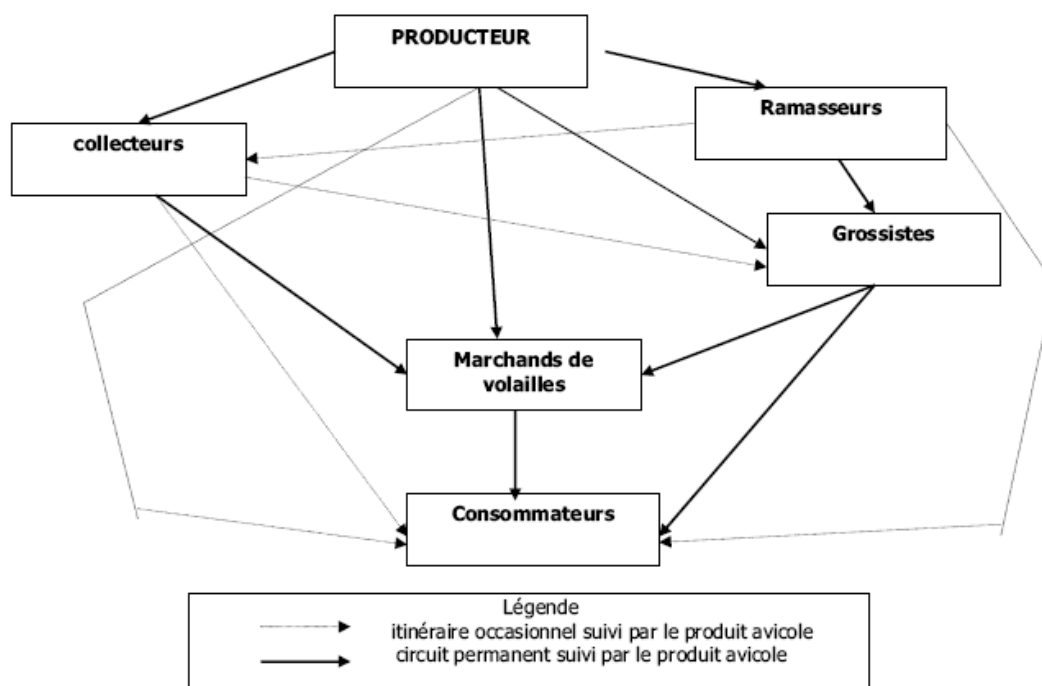 PRODUCTEUR
Ramasseurs
collecteurs
Grossistes
Marchands de
volailles
Consommateurs
Légende
itinéraire occasionnel suivi par le produit avicole
circuit permanent suivi par le produit avicole